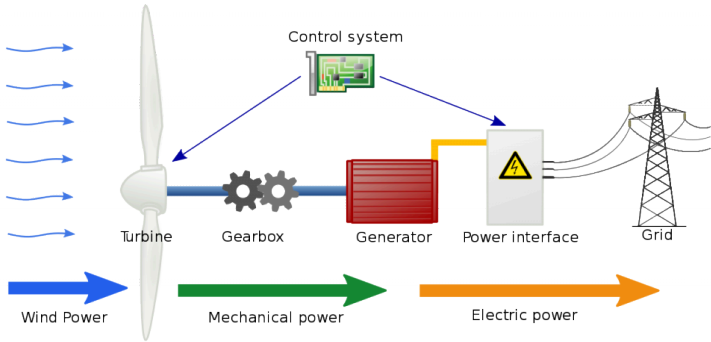 Control system
Turbine
Gearbox
Generator
Power interface
Grid
Wind Power
Mechanical power
Electric power